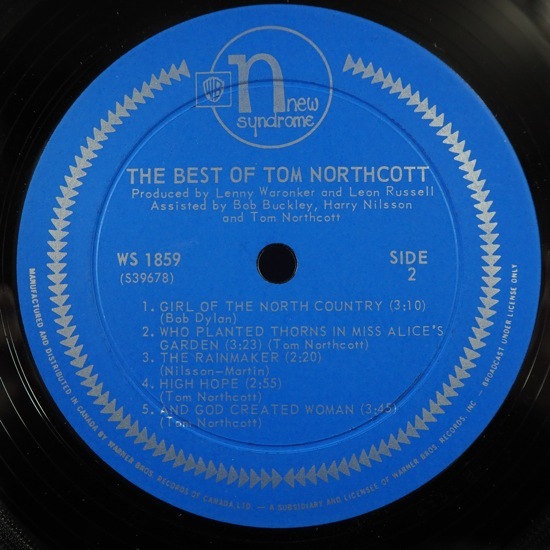 WB
n
new
syndrome
THE BEST OF TOM NORTHCOTT
Produced by Lenny Waronker and Leon Russell
Assisted by Bob Buckley, Harry Nilsson
and Tom Northcott
WS 1859
(S39678)
SIDE
2
1. GIRL OF THE NORTH COUNTRY (3:10)
(Bob Dylan)
2. WHO PLANTED THORNS IN MISS ALICE'S
GARDEN (3:23) (Tom Northcott)
3. THE RAINMAKER (2:20)
(Nilsson-Martin)
4. HIGH HOPE (2:55)
(Tom Northcott)
5. AND GOD CREATED WOMAN (3:45)
(Tom Northcott)
MANUFACTURED AND DISTRIBUTED IN CANADA BY WARNER BROS. RECORDS OF CANADA LTD. — A SUBSIDIARY AND LICENSEE OF WARNER BROS. RECORDS, INC. — BROADCAST UNDER LICENSE ONLY